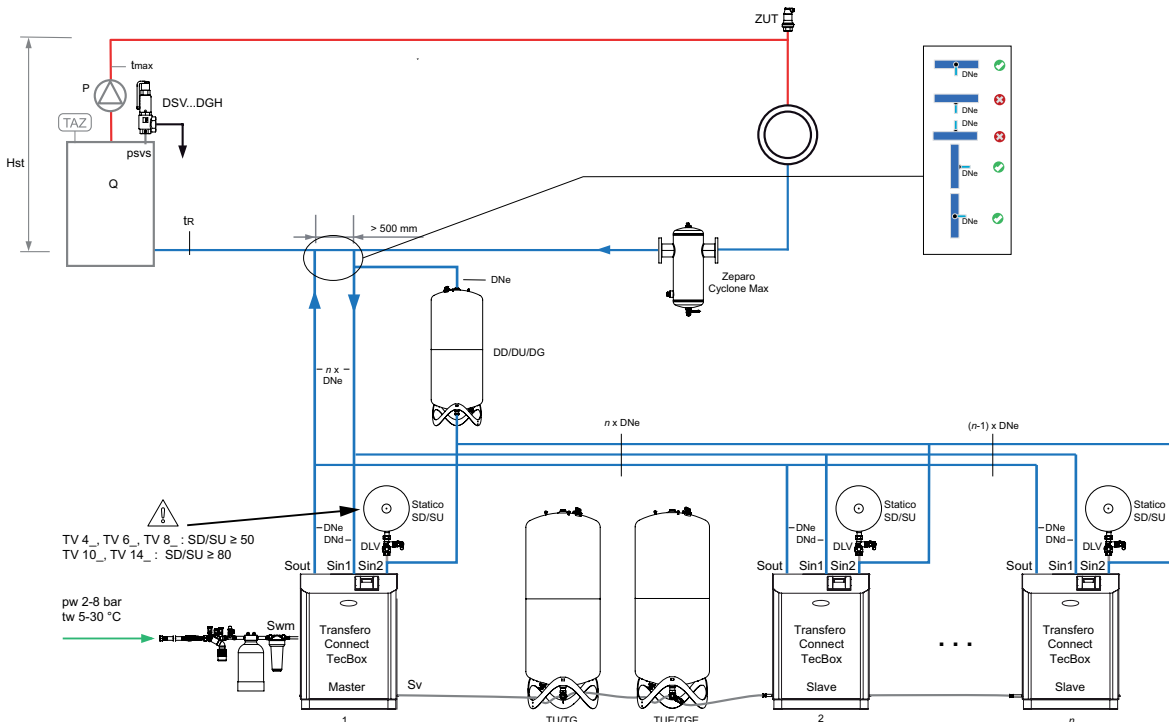 ZUT
tmax
P
DSV...DGH
TAZ
psvs
Hst
Q
DNe
DNe
DNe
DNe
DNe
tR
> 500 mm
DNe
Zeparo
Cyclone Max
DD/DU/DG
n x
DNe
n x DNe
(n-1) x DNe
Statico
SD/SU
Statico
SD/SU
Statico
SD/SU
TV 4_, TV 6_, TV 8_ : SD/SU ≥ 50
TV 10_, TV 14_ : SD/SU ≥ 80
DNe
DNd
DLV
DNe
DNd
DLV
DNe
DNd
DLV
Sout
Sin1
Sin2
Sout
Sin1
Sin2
Sout
Sin1
Sin2
pw 2-8 bar
tw 5-30 °C
Swm
Transfero
Connect
TecBox
Master
Sv
Transfero
Connect
TecBox
Slave
. . .
Transfero
Connect
TecBox
Slave
1
TU/TG
TUE/TGE
2
n